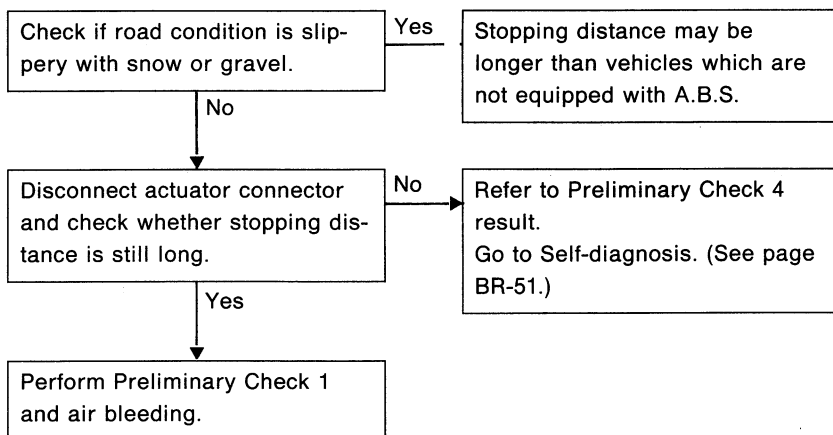 Check if road condition is slip-
pery with snow or gravel.
Yes
Stopping distance may be
longer than vehicles which are
not equipped with A.B.S.
No
Disconnect actuator connector
and check whether stopping dis-
tance is still long.
No
Refer to Preliminary Check 4
result.
Go to Self-diagnosis. (See page
BR-51.)
Yes
Perform Preliminary Check 1
and air bleeding.